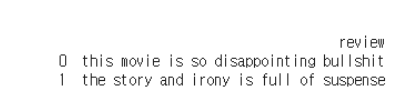 review
0 this movie is so disappointing bullshit
1 the story and irony is full of suspense